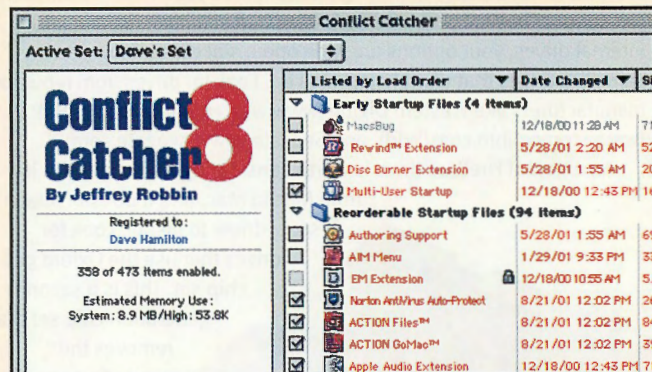 Conflict Catcher
Active Set: Dave's Set
Conflict
Catcher 8
By Jeffrey Robbin
Registered to:
Dave Hamilton
358 of 473 items enabled.
Estimated Memory Use:
System: 8.9 MB/High: 53.8K
Listed by Load Order Date Changed
Early Startup Files (4 items)
MacsBug 12/18/00 11:28 AM
Rewind™ Extension 5/28/01 2:20 AM
Disc Burner Extension 5/28/01 1:55 AM
Multi-User Startup 12/18/00 12:43 PM
Reorderable Startup Files (94 items)
Authoring Support 5/28/01 1:55 AM
AIM Menu 1/29/01 9:33 PM
EM Extension 12/18/00 10:55 AM
Norton AntiVirus Auto-Protect 8/21/01 12:02 PM
ACTION Files™ 8/21/01 12:02 PM
ACTION GoMac™ 8/21/01 12:02 PM
Apple Audio Extension 12/18/00 12:43 PM